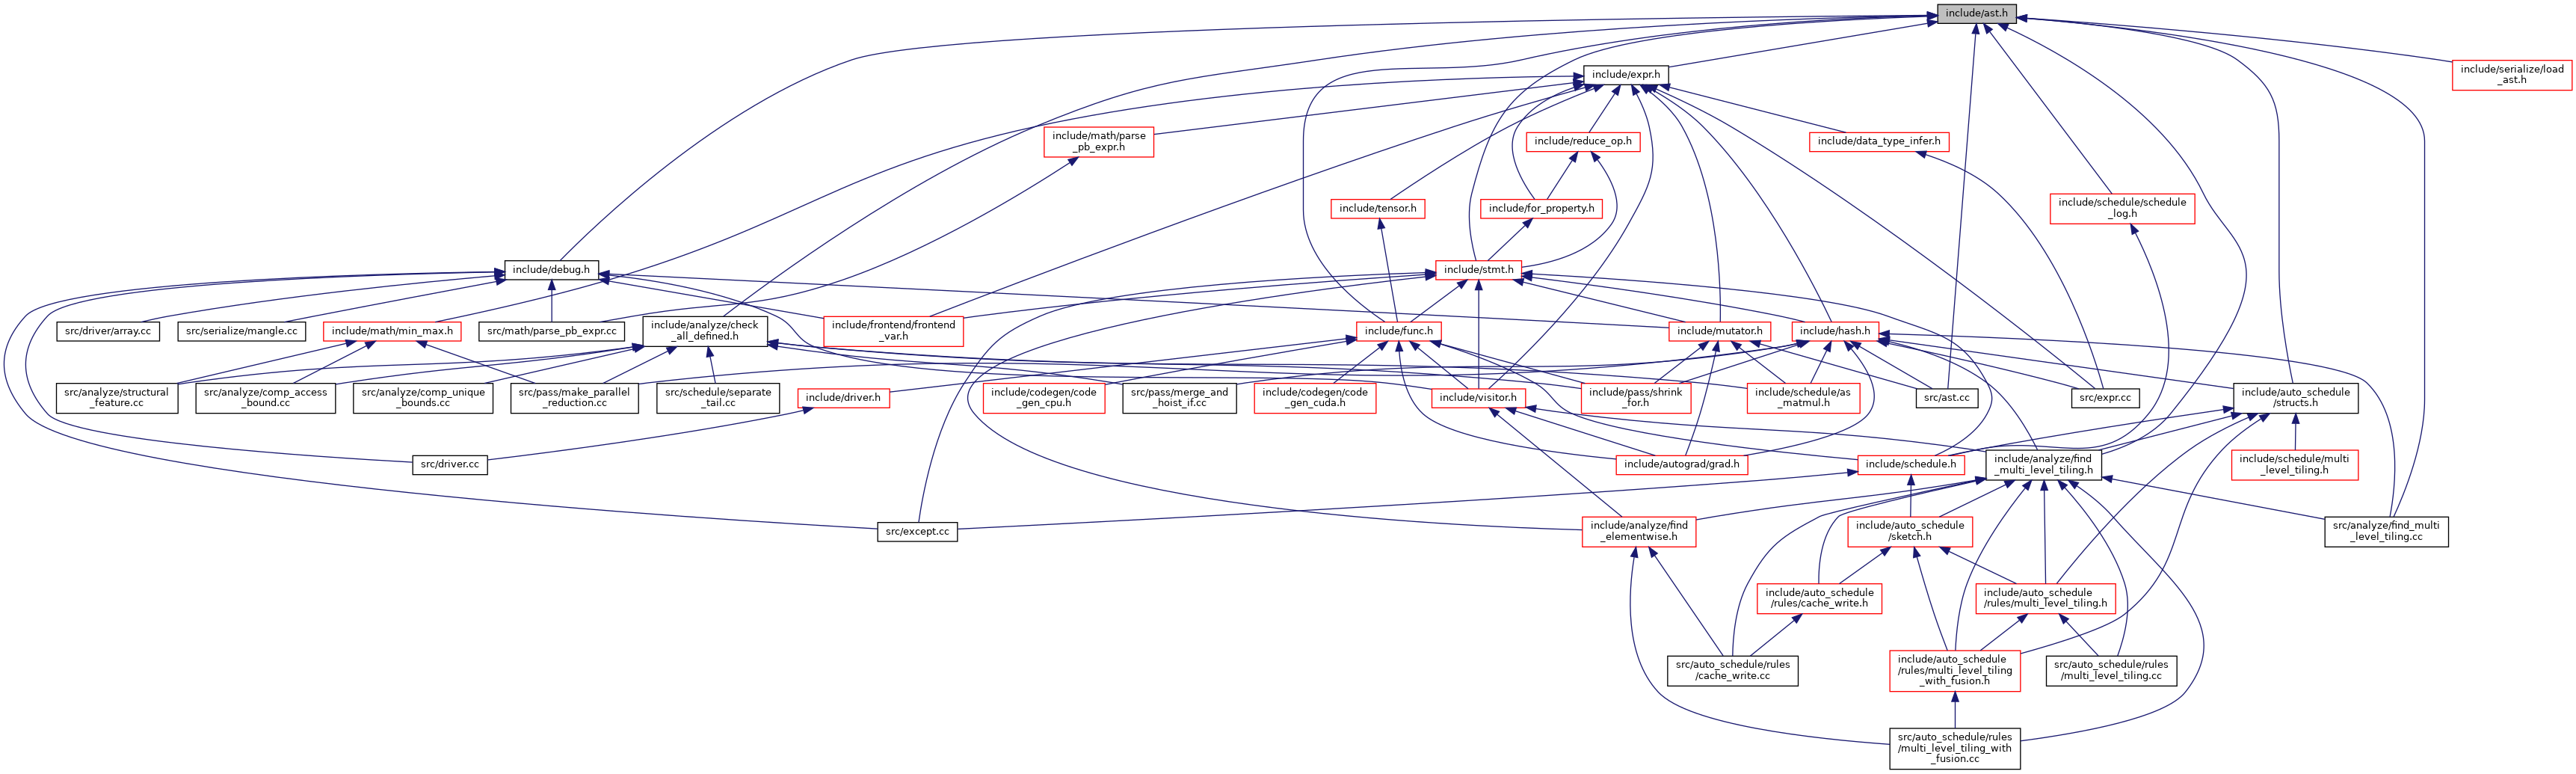 include/ast.h
include/expr.h
include/serialize/load
_ast.h
include/math/parse
_pb_expr.h
include/reduce_op.h
include/data_type_infer.h
include/tensor.h
include/for_property.h
include/schedule/schedule
_log.h
include/debug.h
include/stmt.h
src/driver/array.cc
src/serialize/mangle.cc
include/math/min_max.h
src/math/parse_pb_expr.cc
include/analyze/check
_all_defined.h
include/frontend/frontend
_var.h
include/func.h
include/mutator.h
include/hash.h
src/analyze/structural
_feature.cc
src/analyze/comp_access
_bound.cc
src/analyze/comp_unique
_bounds.cc
src/pass/make_parallel
_reduction.cc
src/schedule/separate
_tail.cc
include/driver.h
include/codegen/code
_gen_cpu.h
src/pass/merge_and
_hoist_if.cc
include/codegen/code
_gen_cuda.h
include/visitor.h
include/pass/shrink
_for.h
include/schedule/as
_matmul.h
src/ast.cc
src/expr.cc
include/auto_schedule
/structs.h
src/driver.cc
include/autograd/grad.h
include/schedule.h
include/analyze/find
_multi_level_tiling.h
include/schedule/multi
_level_tiling.h
src/except.cc
include/analyze/find
_elementwise.h
include/auto_schedule
/sketch.h
src/analyze/find_multi
_level_tiling.cc
include/auto_schedule
/rules/cache_write.h
include/auto_schedule
/rules/multi_level_tiling.h
src/auto_schedule/rules
/cache_write.cc
include/auto_schedule
/rules/multi_level_tiling
_with_fusion.h
src/auto_schedule/rules
/multi_level_tiling.cc
src/auto_schedule/rules
/multi_level_tiling_with
_fusion.cc